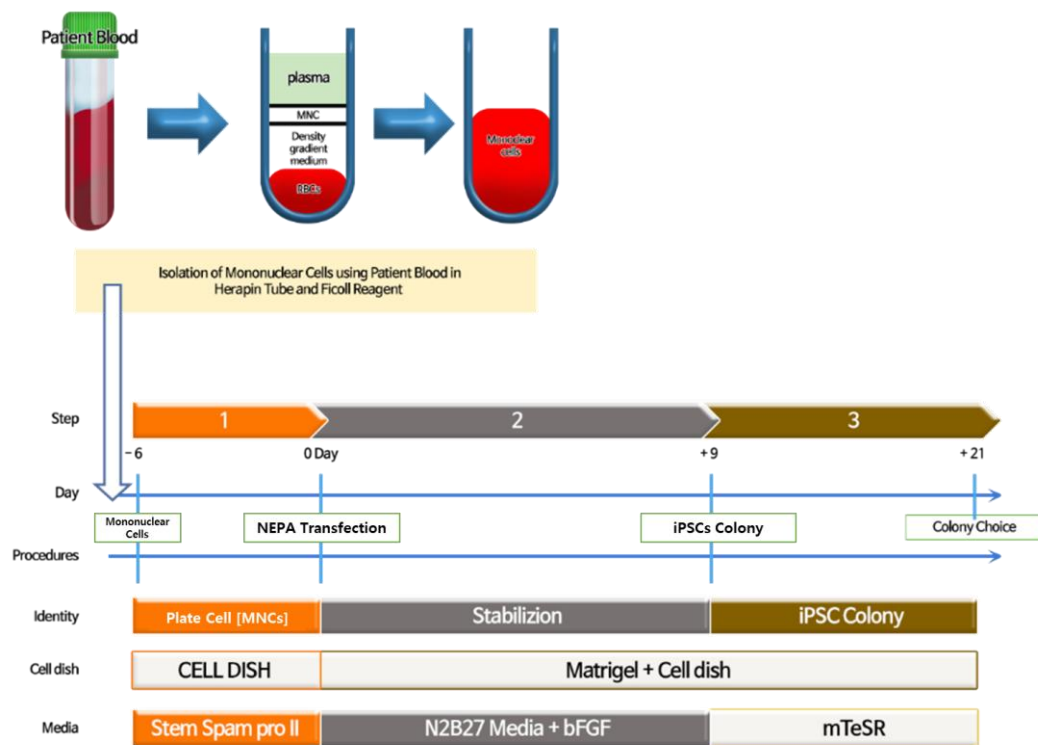 Patient Blood
plasma
MNC
Density
gradient
medium
RBCs
Monoclear
cells
Isolation of Mononuclear Cells using Patient Blood in
Herapin Tube and Ficoll Reagent
Step
1
2
3
- 6
0 Day
+ 9
+ 21
Day
Mononuclear
Cells
NEPA Transfection
iPSCs Colony
Colony Choice
Procedures
Identity
Plate Cell [MNCs]
Stabilizion
iPSC Colony
Cell dish
CELL DISH
Matrigel + Cell dish
Media
Stem Spam pro II
N2B27 Media + bFGF
mTeSR